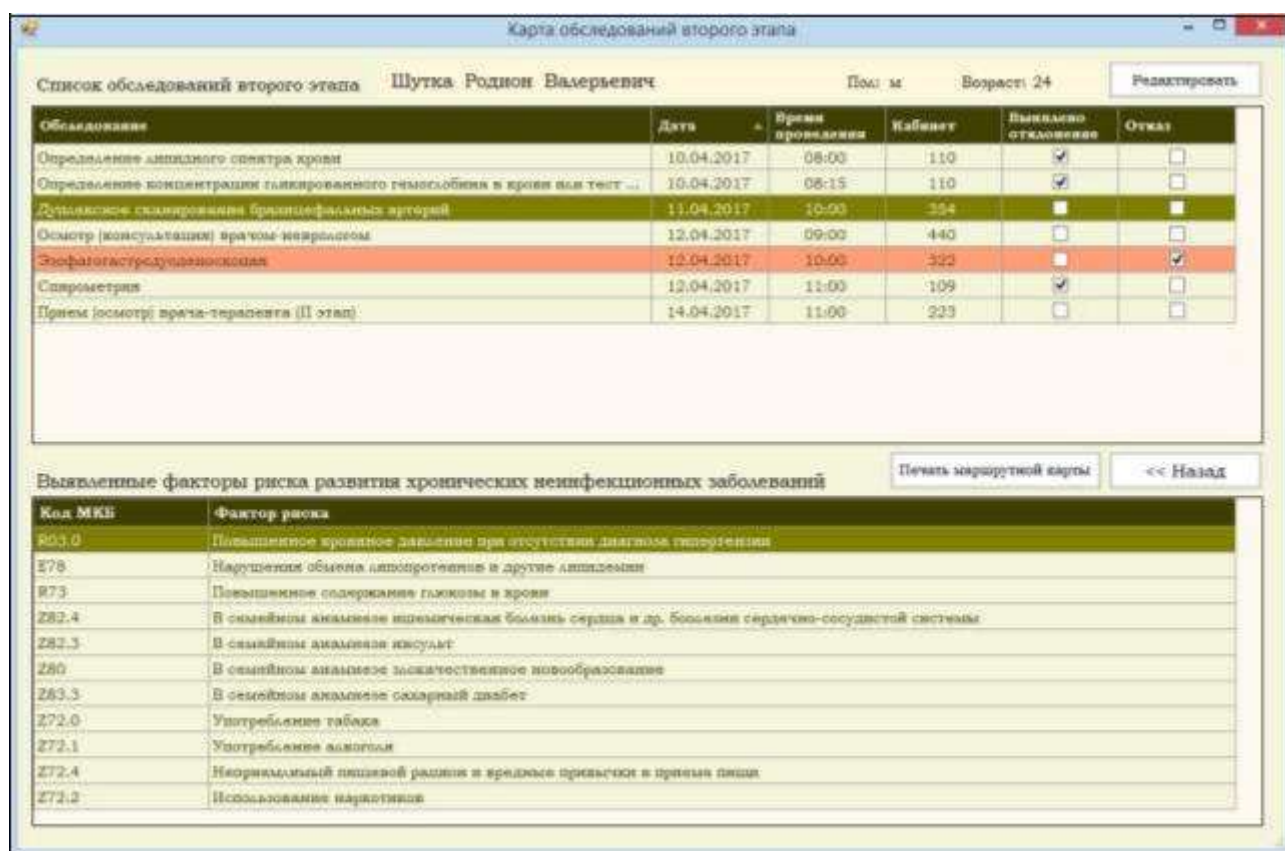 Карта обследований второго этапа
Список обследований второго этапа Шутка Родион Валерьевич Пол: м Возраст: 24 Редактировать
Обследование Дата Время проведения Кабинет Выявлено отклонение Отказ
Определение липидного спектра крови 10.04.2017 08:00 110
Определение концентрации гликированного гемоглобина в крови или тест ... 10.04.2017 08:15 110
Дуплексное сканирование брахицефальных артерий 11.04.2017 10:00 354
Осмотр (консультация) врачом-неврологом 12.04.2017 09:00 440
Эзофагогастродуоденоскопия 12.04.2017 10:00 322
Спирометрия 12.04.2017 11:00 109
Прием (осмотр) врача-терапевта (II этап) 14.04.2017 11:00 223
Печать маршрутной карты << Назад
Выявленные факторы риска развития хронических неинфекционных заболеваний
Код МКБ Фактор риска
R03.0 Повышенное кровяное давление при отсутствии диагноза гипертензии
E78 Нарушения обмена липопротеинов и другие липидемии
R73 Повышенное содержание глюкозы в крови
Z82.4 В семейном анамнезе ишемическая болезнь сердца и др. болезни сердечно-сосудистой системы
Z82.3 В семейном анамнезе инсульт
Z80 В семейном анамнезе злокачественное новообразование
Z83.3 В семейном анамнезе сахарный диабет
Z72.0 Употребление табака
Z72.1 Употребление алкоголя
Z72.4 Неприемлемый пищевой рацион и вредные привычки в приеме пищи
Z72.2 Использование наркотиков